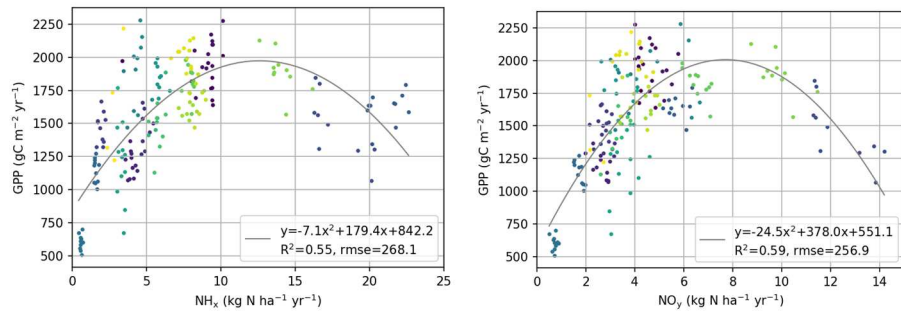 2250
2000
1750
1500
1250
1000
750
500
GPP (gC m⁻² yr⁻¹)
0 5 10 15 20 25
NHₓ (kg N ha⁻¹ yr⁻¹)
y=-7.1x²+179.4x+842.2
R²=0.55, rmse=268.1
2250
2000
1750
1500
1250
1000
750
500
GPP (gC m⁻² yr⁻¹)
0 2 4 6 8 10 12 14
NOᵧ (kg N ha⁻¹ yr⁻¹)
y=-24.5x²+378.0x+551.1
R²=0.59, rmse=256.9